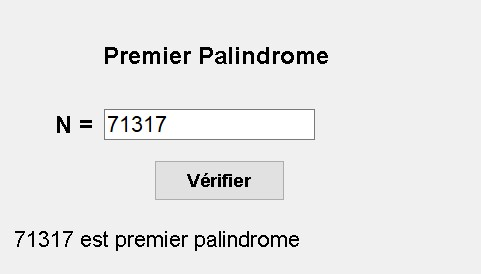 Premier Palindrome
N = 71317
Vérifier
71317 est premier palindrome